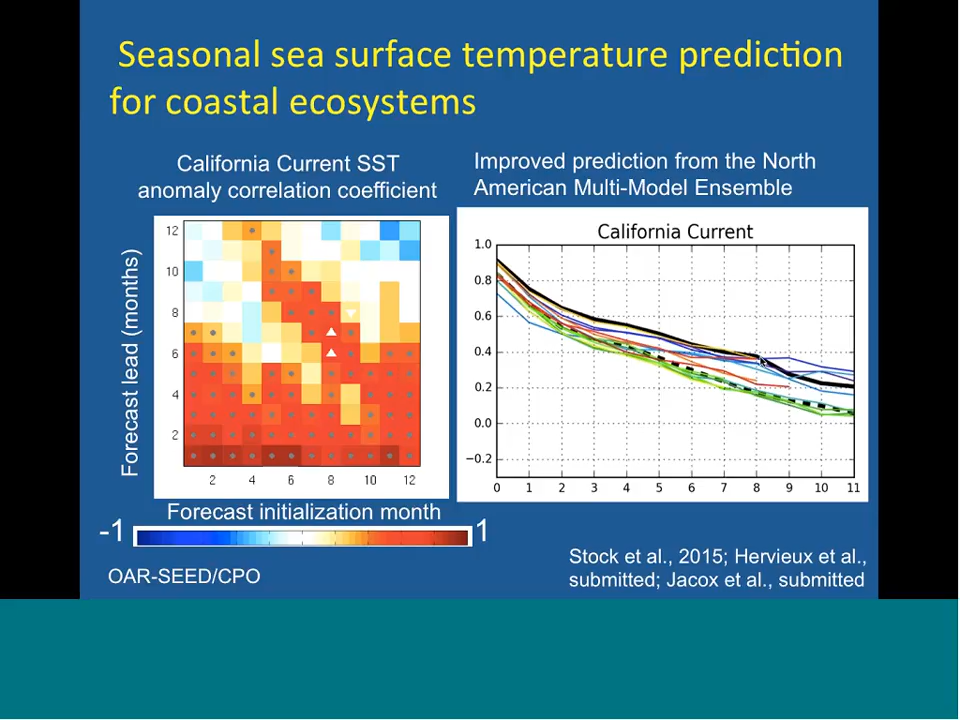 Seasonal sea surface temperature prediction
for coastal ecosystems
California Current SST
anomaly correlation coefficient
Forecast lead (months)
12
10
8
6
4
2
2 4 6 8 10 12
Forecast initialization month
-1
1
OAR-SEED/CPO
Improved prediction from the North
American Multi-Model Ensemble
California Current
1.0
0.8
0.6
0.4
0.2
0.0
−0.2
0 1 2 3 4 5 6 7 8 9 10 11
Stock et al., 2015; Hervieux et al.,
submitted; Jacox et al., submitted